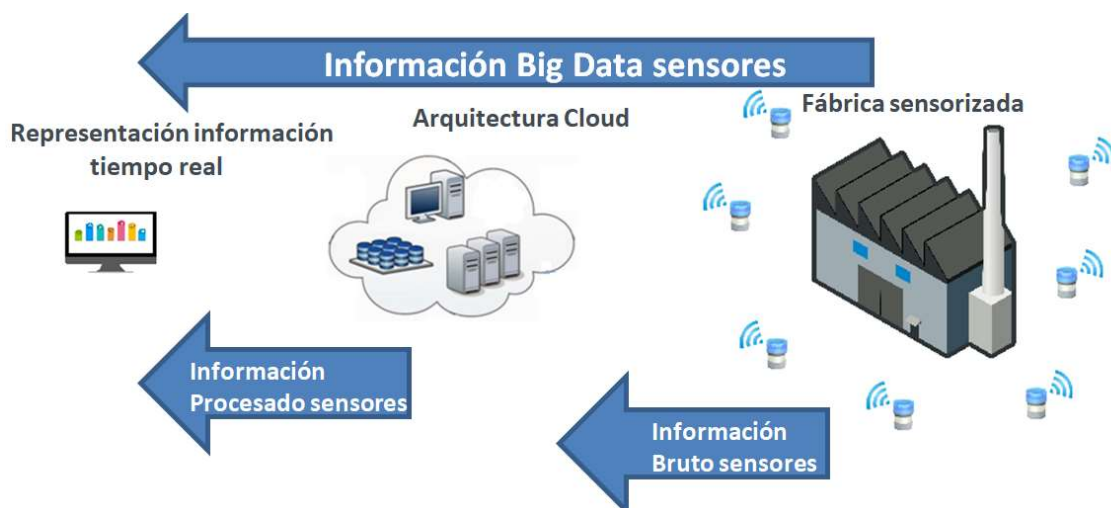 Información Big Data sensores
Representación información
tiempo real
Arquitectura Cloud
Fábrica sensorizada
Información
Procesado sensores
Información
Bruto sensores